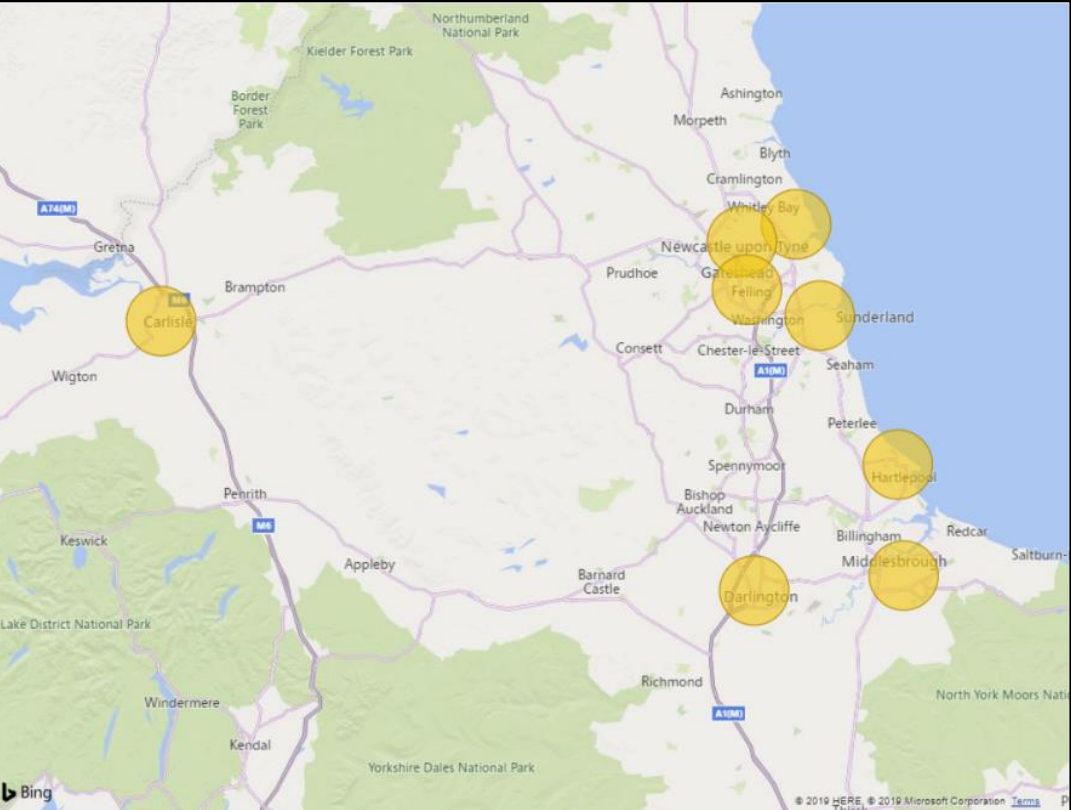 Northumberland
National Park
Kielder Forest Park
Border
Forest
Park
Ashington
Morpeth
Blyth
Cramlington
Whitley Bay
A74(M)
Gretna
Newcastle upon Tyne
Prudhoe
Gateshead
Felling
Brampton
M6
Carlisle
Washington
Sunderland
Consett
Chester-le-Street
Seaham
A1(M)
Wigton
Durham
Peterlee
Spennymoor
Hartlepool
Penrith
Bishop
Auckland
M6
Newton Aycliffe
Billingham
Redcar
Keswick
Appleby
Middlesbrough
Saltburn-
Barnard
Castle
Darlington
Lake District National Park
Richmond
North York Moors Natio
Windermere
A1(M)
Kendal
Yorkshire Dales National Park
Bing
© 2019 HERE, © 2019 Microsoft Corporation Terms